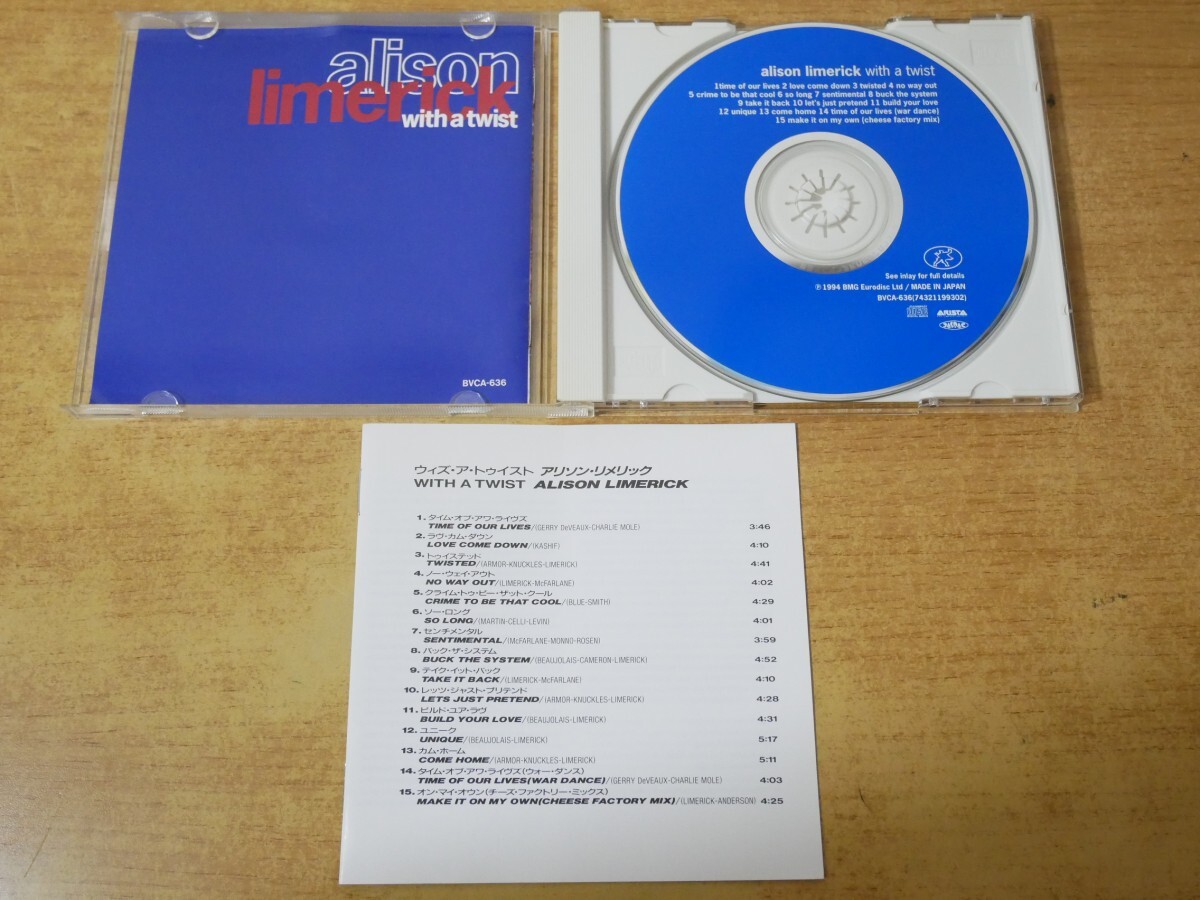 alison
limerick
with a twist
BVCA-636
alison limerick with a twist
1time of our lives 2 love come down 3 twisted 4 no way out
5 crime to be that cool 6 so long 7 sentimental 8 buck the system
9 take it back 10 let's just pretend 11 build your love
12 unique 13 come home 14 time of our lives (war dance)
15 make it on my own (cheese factory mix)
See inlay for full details
℗ 1994 BMG Eurodisc Ltd / MADE IN JAPAN
BVCA-636(74321199302)
ARISTA
ウィズ・ア・トゥイスト アリソン・リメリック
WITH A TWIST ALISON LIMERICK
1. タイム・オブ・アワ・ライヴズ
TIME OF OUR LIVES/(GERRY DeVEAUX-CHARLIE MOLE) 3:46
2. ラヴ・カム・ダウン
LOVE COME DOWN/(KASHIF) 4:10
3. トゥイステッド
TWISTED/(ARMOR-KNUCKLES-LIMERICK) 4:41
4. ノー・ウェイ・アウト
NO WAY OUT/(LIMERICK-McFARLANE) 4:02
5. クライム・トゥ・ビー・ザット・クール
CRIME TO BE THAT COOL/(BLUE-SMITH) 4:29
6. ソー・ロング
SO LONG/(MARTIN-CELLI-LEVIN) 4:01
7. センチメンタル
SENTIMENTAL/(McFARLANE-MONNO-ROSEN) 3:59
8. バック・ザ・システム
BUCK THE SYSTEM/(BEAUJOLAIS-CAMERON-LIMERICK) 4:52
9. テイク・イット・バック
TAKE IT BACK/(LIMERICK-McFARLANE) 4:10
10. レッツ・ジャスト・プリテンド
LETS JUST PRETEND/(ARMOR-KNUCKLES-LIMERICK) 4:28
11. ビルド・ユア・ラヴ
BUILD YOUR LOVE/(BEAUJOLAIS-LIMERICK) 4:31
12. ユニーク
UNIQUE/(BEAUJOLAIS-LIMERICK) 5:17
13. カム・ホーム
COME HOME/(ARMOR-KNUCKLES-LIMERICK) 5:11
14. タイム・オブ・アワ・ライヴズ(ウォー・ダンス)
TIME OF OUR LIVES(WAR DANCE)/(GERRY DeVEAUX-CHARLIE MOLE) 4:03
15. オン・マイ・オウン(チーズ・ファクトリー・ミックス)
MAKE IT ON MY OWN(CHEESE FACTORY MIX)/(LIMERICK-ANDERSON) 4:25